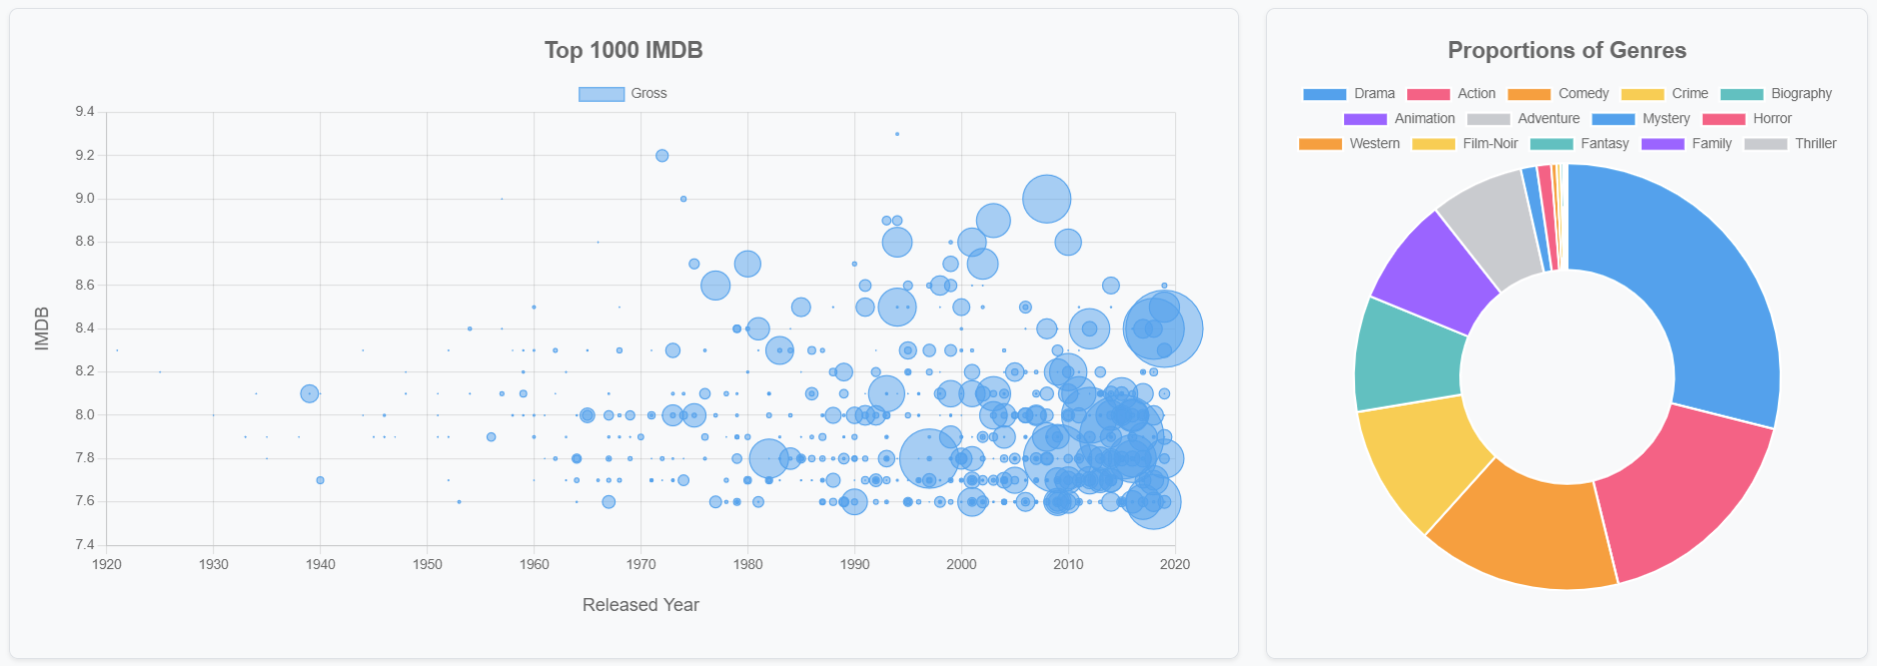 Top 1000 IMDB
Gross
9.4
9.2
9.0
8.8
8.6
8.4
8.2
8.0
7.8
7.6
7.4
IMDB
1920 1930 1940 1950 1960 1970 1980 1990 2000 2010 2020
Released Year
Proportions of Genres
Drama Action Comedy Crime Biography
Animation Adventure Mystery Horror
Western Film-Noir Fantasy Family Thriller